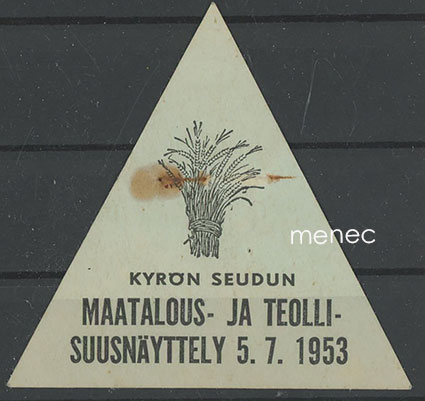 menec
KYRÖN SEUDUN
MAATALOUS- JA TEOLLI-
SUUSNÄYTTELY 5. 7. 1953